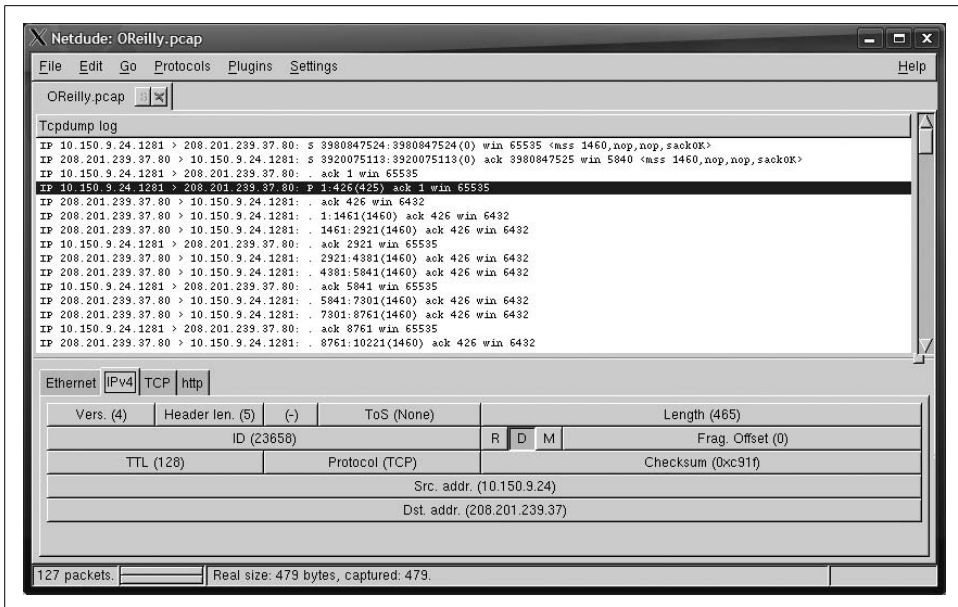 Netdude: OReilly.pcap
File Edit Go Protocols Plugins Settings Help
OReilly.pcap
Tcpdump log
IP 10.150.9.24.1281 > 208.201.239.37.80: S 3980847524:3980847524(0) win 65535 <mss 1460,nop,nop,sackOK>
IP 208.201.239.37.80 > 10.150.9.24.1281: S 3920075113:3920075113(0) ack 3980847525 win 5840 <mss 1460,nop,nop,sackOK>
IP 10.150.9.24.1281 > 208.201.239.37.80: . ack 1 win 65535
IP 10.150.9.24.1281 > 208.201.239.37.80: P 1:426(425) ack 1 win 65535
IP 208.201.239.37.80 > 10.150.9.24.1281: . ack 426 win 6432
IP 208.201.239.37.80 > 10.150.9.24.1281: . 1:1461(1460) ack 426 win 6432
IP 208.201.239.37.80 > 10.150.9.24.1281: . 1461:2921(1460) ack 426 win 6432
IP 10.150.9.24.1281 > 208.201.239.37.80: . ack 2921 win 65535
IP 208.201.239.37.80 > 10.150.9.24.1281: . 2921:4381(1460) ack 426 win 6432
IP 208.201.239.37.80 > 10.150.9.24.1281: . 4381:5841(1460) ack 426 win 6432
IP 10.150.9.24.1281 > 208.201.239.37.80: . ack 5841 win 65535
IP 208.201.239.37.80 > 10.150.9.24.1281: . 5841:7301(1460) ack 426 win 6432
IP 208.201.239.37.80 > 10.150.9.24.1281: . 7301:8761(1460) ack 426 win 6432
IP 10.150.9.24.1281 > 208.201.239.37.80: . ack 8761 win 65535
IP 208.201.239.37.80 > 10.150.9.24.1281: . 8761:10221(1460) ack 426 win 6432
Ethernet IPv4 TCP http
Vers. (4) Header len. (5) (-) ToS (None) Length (465)
ID (23658) R D M Frag. Offset (0)
TTL (128) Protocol (TCP) Checksum (0xc91f)
Src. addr. (10.150.9.24)
Dst. addr. (208.201.239.37)
127 packets. Real size: 479 bytes, captured: 479.